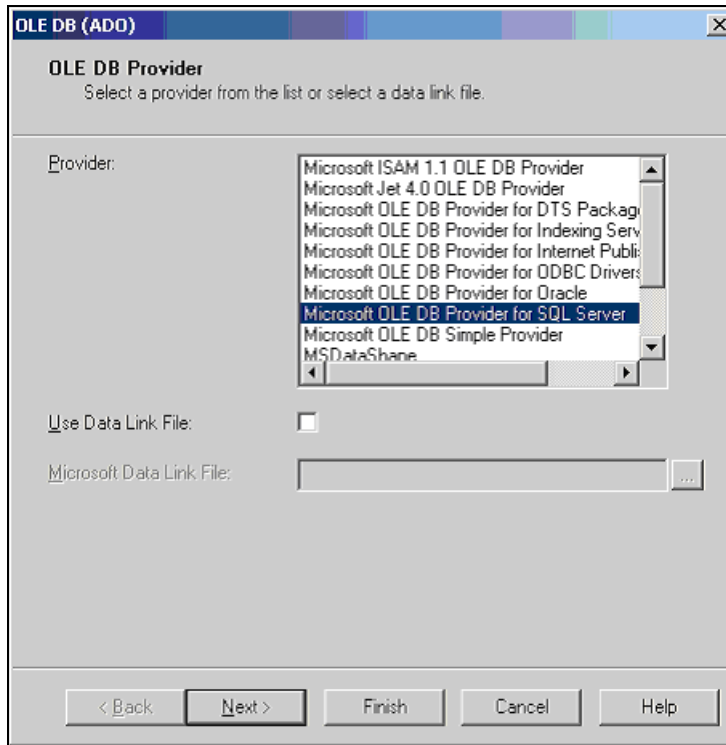 OLE DB (ADO)
OLE DB Provider
Select a provider from the list or select a data link file.
Provider:
Microsoft ISAM 1.1 OLE DB Provider
Microsoft Jet 4.0 OLE DB Provider
Microsoft OLE DB Provider for DTS Packag
Microsoft OLE DB Provider for Indexing Serv
Microsoft OLE DB Provider for Internet Publi
Microsoft OLE DB Provider for ODBC Drivers
Microsoft OLE DB Provider for Oracle
Microsoft OLE DB Provider for SQL Server
Microsoft OLE DB Simple Provider
MSDataShape
Use Data Link File:
Microsoft Data Link File:
...
< Back
Next >
Finish
Cancel
Help